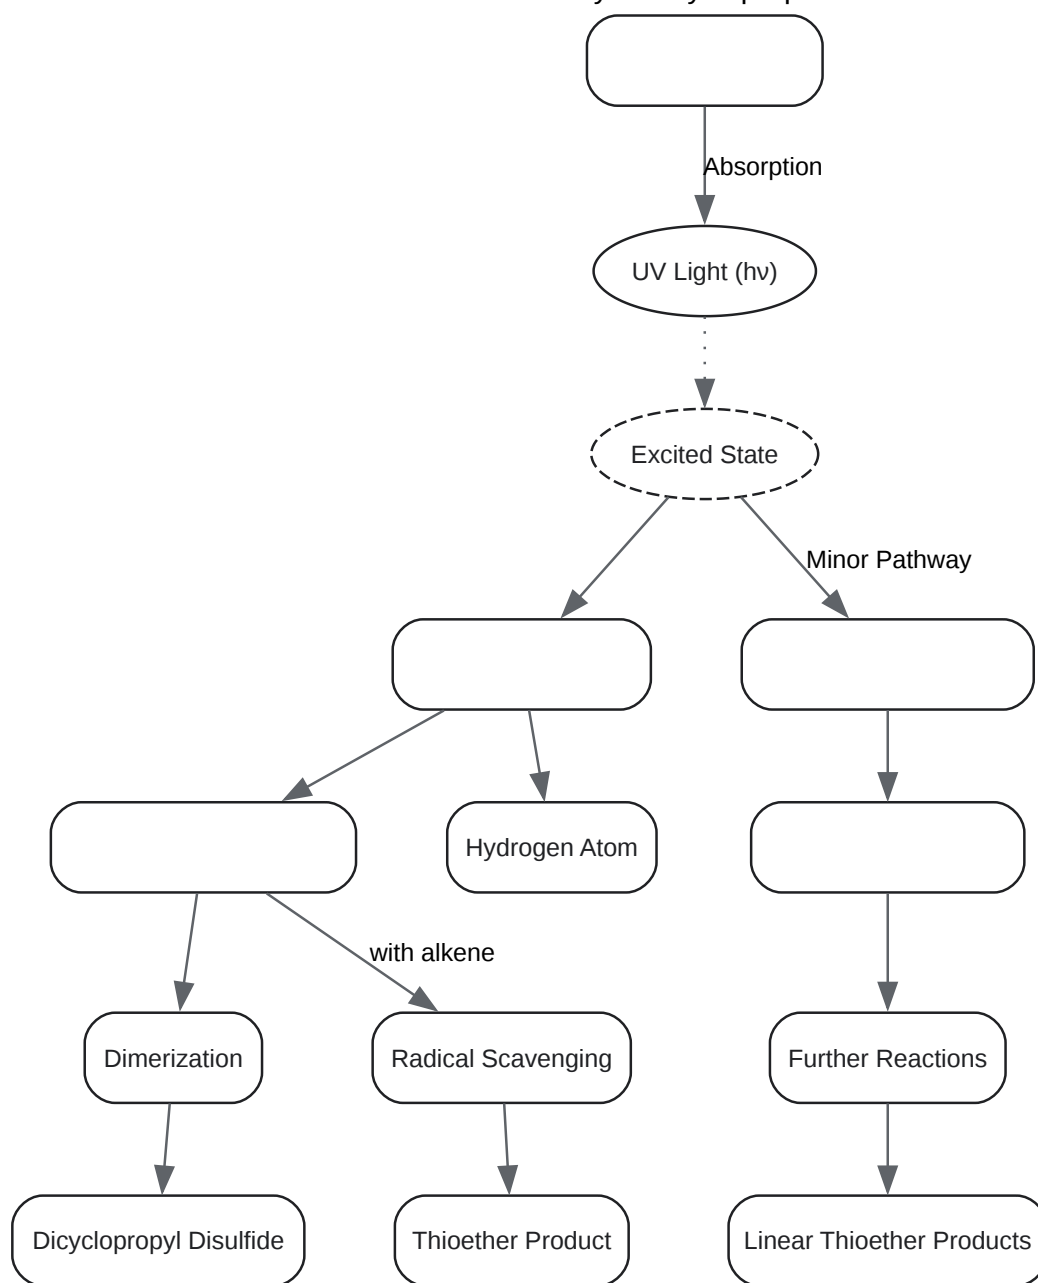 Absorption
UV Light (hν)
Excited State
Minor Pathway
Hydrogen Atom
with alkene
Dimerization
Radical Scavenging
Further Reactions
Dicyclopropyl Disulfide
Thioether Product
Linear Thioether Products